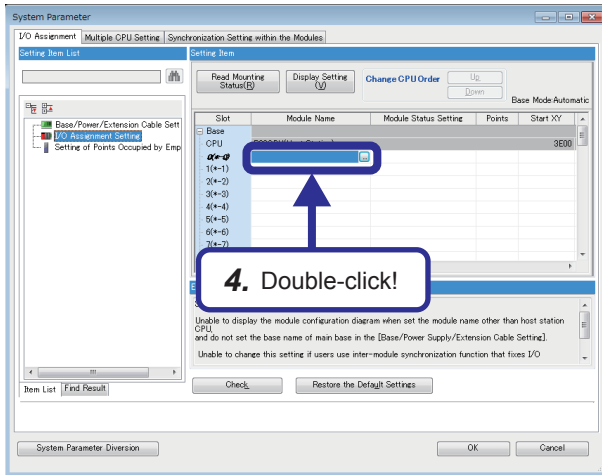 System Parameter
I/O Assignment Multiple CPU Setting Synchronization Setting within the Modules
Setting Item List
Setting Item
Read Mounting Status(R)
Display Setting (V)
Change CPU Order
Up
Down
Base Mode:Automatic
Base/Power/Extension Cable Sett
I/O Assignment Setting
Setting of Points Occupied by Emp
Slot Module Name Module Status Setting Points Start XY
Base
CPU 3E00
0(*-0)
1(*-1)
2(*-2)
3(*-3)
4(*-4)
5(*-5)
6(*-6)
7(*-7)
4. Double-click!
Unable to display the module configuration diagram when set the module name other than host station
CPU,
and do not set the base name of main base in the [Base/Power Supply/Extension Cable
Setting].
Unable to change this setting if users use inter-module synchronization function that fixes I/O
Item List Find Result
Check
Restore the Default Settings
System Parameter Diversion
OK
Cancel